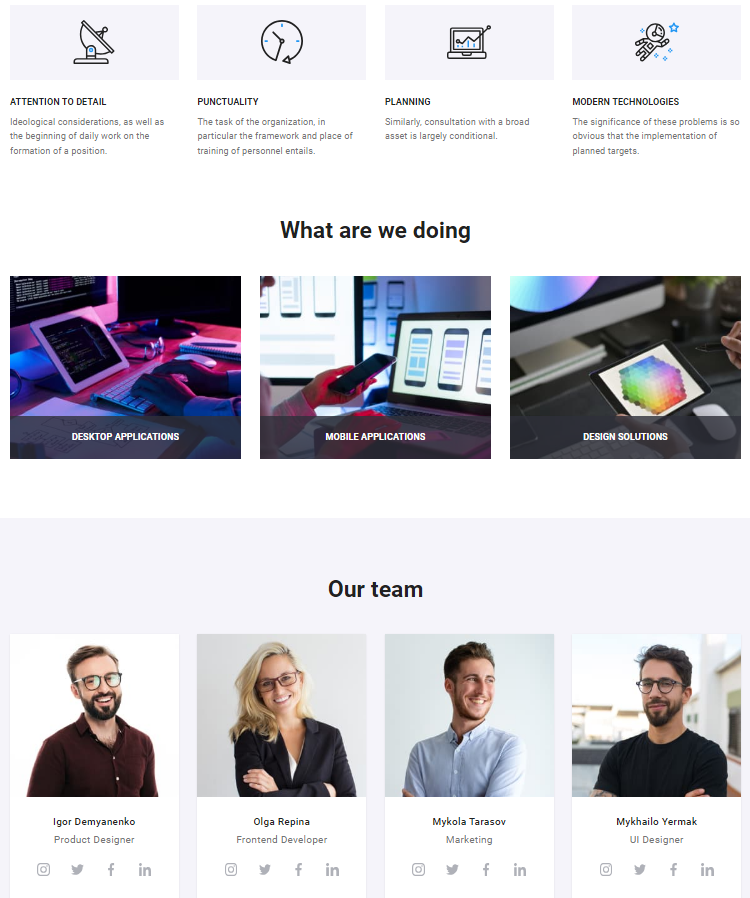 ATTENTION TO DETAIL
Ideological considerations, as well as
the beginning of daily work on the
formation of a position.
PUNCTUALITY
The task of the organization, in
particular the framework and place of
training of personnel entails.
PLANNING
Similarly, consultation with a broad
asset is largely conditional.
MODERN TECHNOLOGIES
The significance of these problems is so
obvious that the implementation of
planned targets.
What are we doing
DESKTOP APPLICATIONS
MOBILE APPLICATIONS
DESIGN SOLUTIONS
Our team
Igor Demyanenko
Product Designer
Olga Repina
Frontend Developer
Mykola Tarasov
Marketing
Mykhailo Yermak
UI Designer